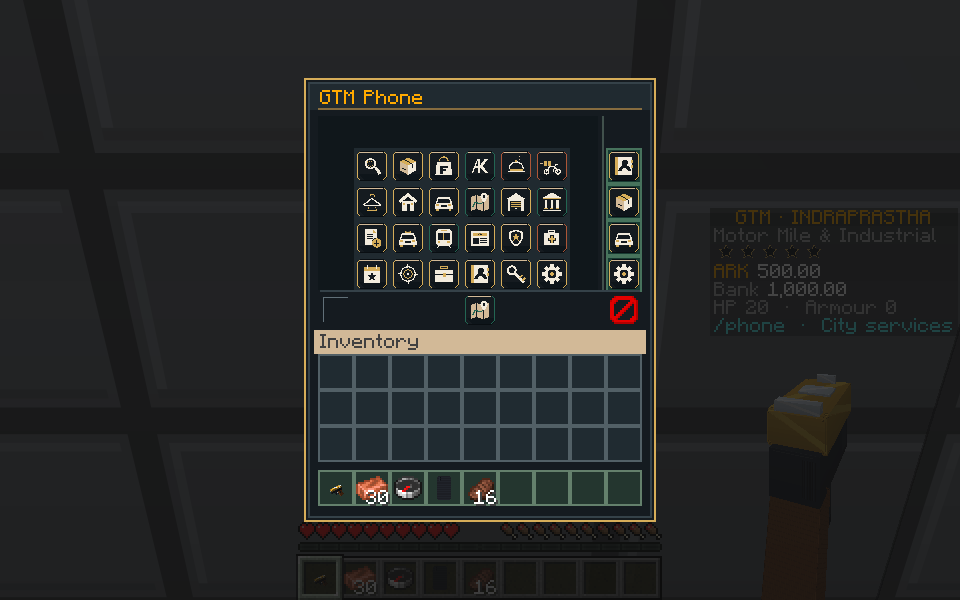 GTM Phone
AK
F
Inventory
30
16
GTM · INDRAPRASTHA
Motor Mile & Industrial
ARK 500.00
Bank 1,000.00
HP 20 · Armour 0
/phone · City services
30
16